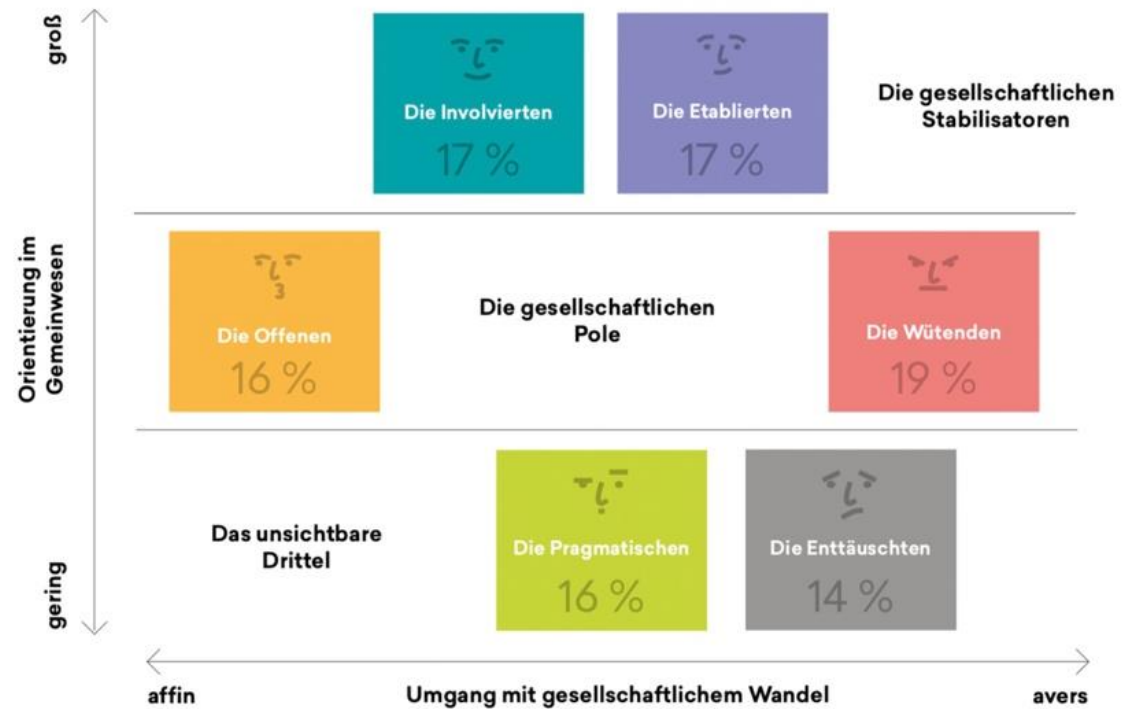 groß
Die Involvierten
17 %
Die Etablierten
17 %
Die gesellschaftlichen
Stabilisatoren
Orientierung im
Gemeinwesen
Die Offenen
16 %
Die gesellschaftlichen
Pole
Die Wütenden
19 %
Das unsichtbare
Drittel
Die Pragmatischen
16 %
Die Enttäuschten
14 %
gering
affin
Umgang mit gesellschaftlichem Wandel
avers